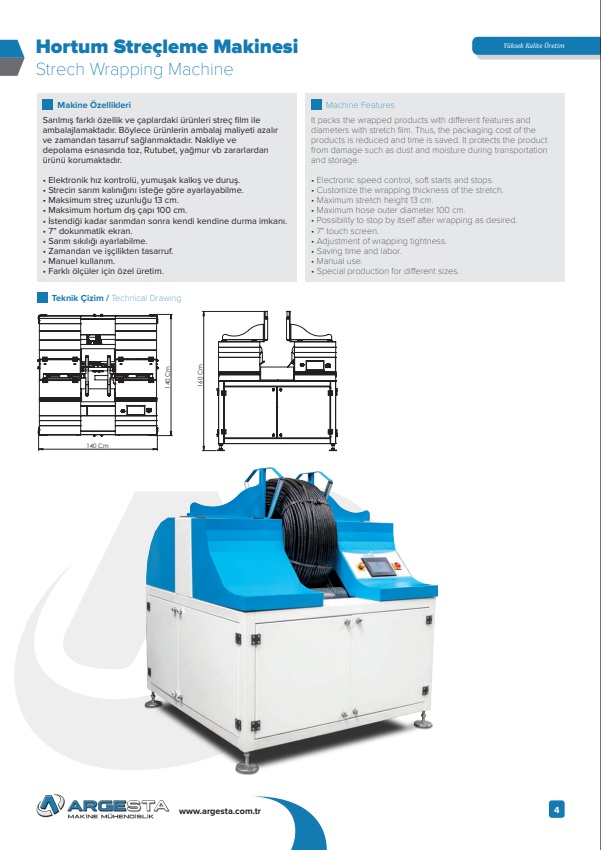 Hortum Streçleme Makinesi
Strech Wrapping Machine
Yüksek Kalite Üretim
Makine Özellikleri
Sarılmış farklı özellik ve çaplardaki ürünleri streç film ile
ambalajlamaktadır. Böylece ürünlerin ambalaj maliyeti azalır
ve zamandan tasarruf sağlanmaktadır. Nakliye ve
depolama esnasında toz, Rutubet, yağmur vb zararlardan
ürünü korumaktadır.
• Elektronik hız kontrolü, yumuşak kalkış ve duruş.
• Strecin sarım kalınığını isteğe göre ayarlayabilme.
• Maksimum streç uzunluğu 13 cm.
• Maksimum hortum dış çapı 100 cm.
• İstendiği kadar sarımdan sonra kendi kendine durma imkanı.
• 7” dokunmatik ekran.
• Sarım sıkılığı ayarlabilme.
• Zamandan ve işçilikten tasarruf.
• Manuel kullanım.
• Farklı ölçüler için özel üretim.
Machine Features
It packs the wrapped products with different features and
diameters with stretch film. Thus, the packaging cost of the
products is reduced and time is saved. It protects the product
from damage such as dust and moisture during transportation
and storage.
• Electronic speed control, soft starts and stops.
• Customize the wrapping thickness of the stretch.
• Maximum stretch height 13 cm.
• Maximum hose outer diameter 100 cm.
• Possibility to stop by itself after wrapping as desired.
• 7” touch screen.
• Adjustment of wrapping tightness.
• Saving time and labor.
• Manual use.
• Special production for different sizes.
Teknik Çizim / Technical Drawing
140 Cm
140 Cm
160 Cm
ARGESTA
MAKİNE MÜHENDİSLİK
www.argesta.com.tr
4